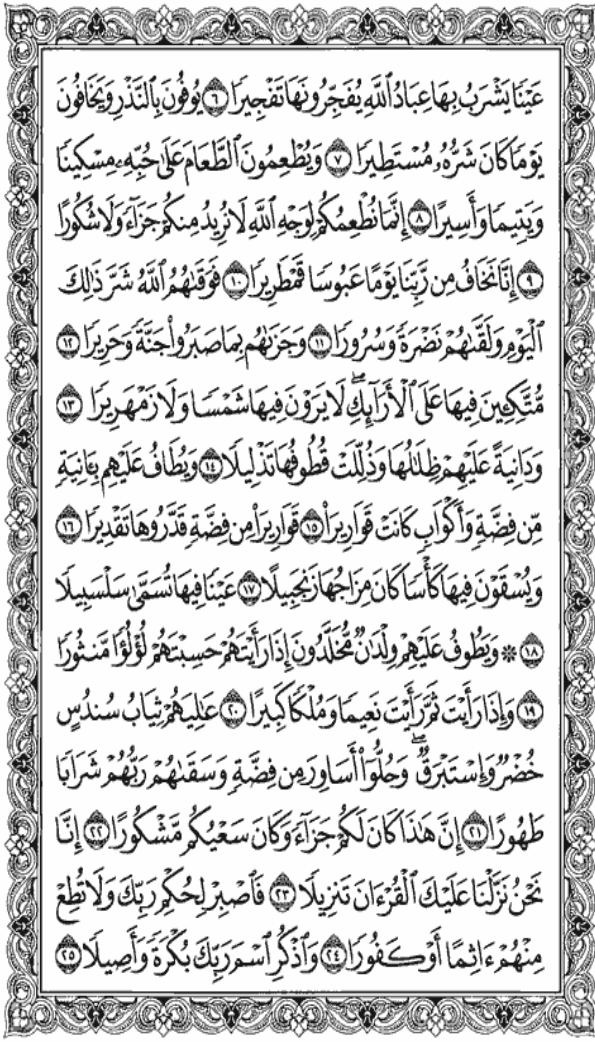 عَيْنًا يَشْرَبُ بِهَا عِبَادُ ٱللَّهِ يُفَجِّرُونَهَا تَفْجِيرًا ٦ يُوفُونَ بِٱلنَّذْرِ وَيَخَافُونَ
يَوْمًا كَانَ شَرُّهُۥ مُسْتَطِيرًا ٧ وَيُطْعِمُونَ ٱلطَّعَامَ عَلَىٰ حُبِّهِۦ مِسْكِينًا
وَيَتِيمًا وَأَسِيرًا ٨ إِنَّمَا نُطْعِمُكُمْ لِوَجْهِ ٱللَّهِ لَا نُرِيدُ مِنكُمْ جَزَآءً وَلَا شُكُورًا
٩ إِنَّا نَخَافُ مِن رَّبِّنَا يَوْمًا عَبُوسًا قَمْطَرِيرًا ١٠ فَوَقَىٰهُمُ ٱللَّهُ شَرَّ ذَٰلِكَ
ٱلْيَوْمِ وَلَقَّىٰهُمْ نَضْرَةً وَسُرُورًا ١١ وَجَزَىٰهُم بِمَا صَبَرُوا۟ جَنَّةً وَحَرِيرًا ١٢
مُّتَّكِـِٔينَ فِيهَا عَلَى ٱلْأَرَآئِكِ ۖ لَا يَرَوْنَ فِيهَا شَمْسًا وَلَا زَمْهَرِيرًا ١٣
وَدَانِيَةً عَلَيْهِمْ ظِلَٰلُهَا وَذُلِّلَتْ قُطُوفُهَا تَذْلِيلًا ١٤ وَيُطَافُ عَلَيْهِم بِـَٔانِيَةٍ
مِّن فِضَّةٍ وَأَكْوَابٍ كَانَتْ قَوَارِيرَا۠ ١٥ قَوَارِيرَا۟ مِن فِضَّةٍ قَدَّرُوهَا تَقْدِيرًا ١٦
وَيُسْقَوْنَ فِيهَا كَأْسًا كَانَ مِزَاجُهَا زَنجَبِيلًا ١٧ عَيْنًا فِيهَا تُسَمَّىٰ سَلْسَبِيلًا
١٨ ۞ وَيَطُوفُ عَلَيْهِمْ وِلْدَٰنٌ مُّخَلَّدُونَ إِذَا رَأَيْتَهُمْ حَسِبْتَهُمْ لُؤْلُؤًا مَّنثُورًا
١٩ وَإِذَا رَأَيْتَ ثَمَّ رَأَيْتَ نَعِيمًا وَمُلْكًا كَبِيرًا ٢٠ عَٰلِيَهُمْ ثِيَابُ سُندُسٍ
خُضْرٌ وَإِسْتَبْرَقٌ ۖ وَحُلُّوٓا۟ أَسَاوِرَ مِن فِضَّةٍ وَسَقَىٰهُمْ رَبُّهُمْ شَرَابًا
طَهُورًا ٢١ إِنَّ هَٰذَا كَانَ لَكُمْ جَزَآءً وَكَانَ سَعْيُكُم مَّشْكُورًا ٢٢ إِنَّا
نَحْنُ نَزَّلْنَا عَلَيْكَ ٱلْقُرْءَانَ تَنزِيلًا ٢٣ فَٱصْبِرْ لِحُكْمِ رَبِّكَ وَلَا تُطِعْ
مِنْهُمْ ءَاثِمًا أَوْ كَفُورًا ٢٤ وَٱذْكُرِ ٱسْمَ رَبِّكَ بُكْرَةً وَأَصِيلًا ٢٥